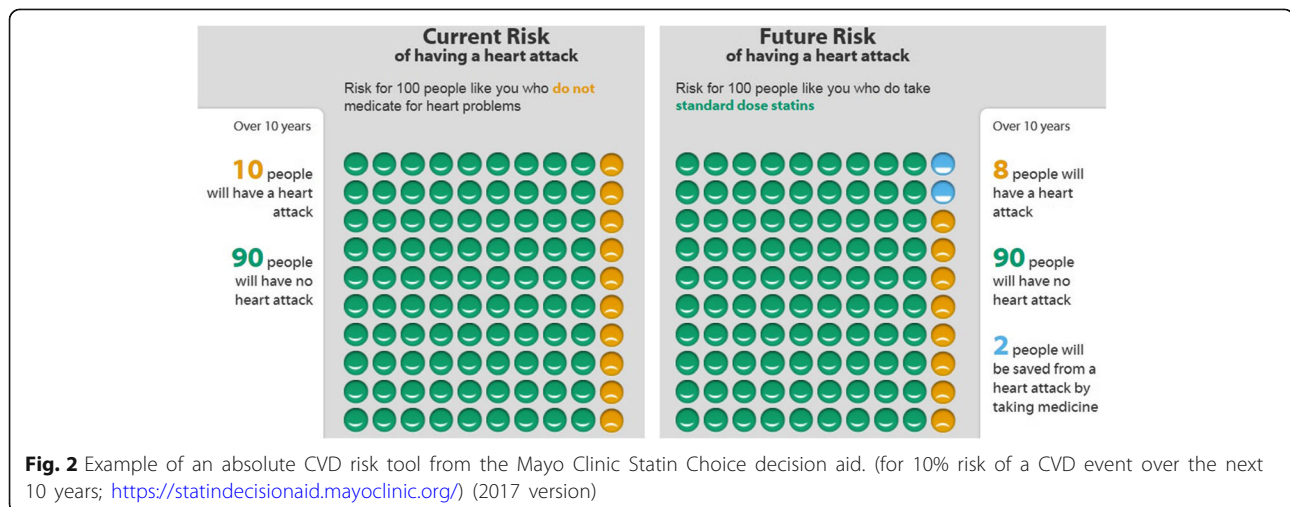 Current Risk
of having a heart attack
Risk for 100 people like you who do not
medicate for heart problems
Over 10 years
10 people
will have a heart
attack
90 people
will have no
heart attack
Future Risk
of having a heart attack
Risk for 100 people like you who do take
standard dose statins
Over 10 years
8 people will
have a heart
attack
90 people
will have no
heart attack
2 people will
be saved from a
heart attack by
taking medicine
Fig. 2 Example of an absolute CVD risk tool from the Mayo Clinic Statin Choice decision aid. (for 10% risk of a CVD event over the next
10 years; https://statindecisionaid.mayoclinic.org/) (2017 version)